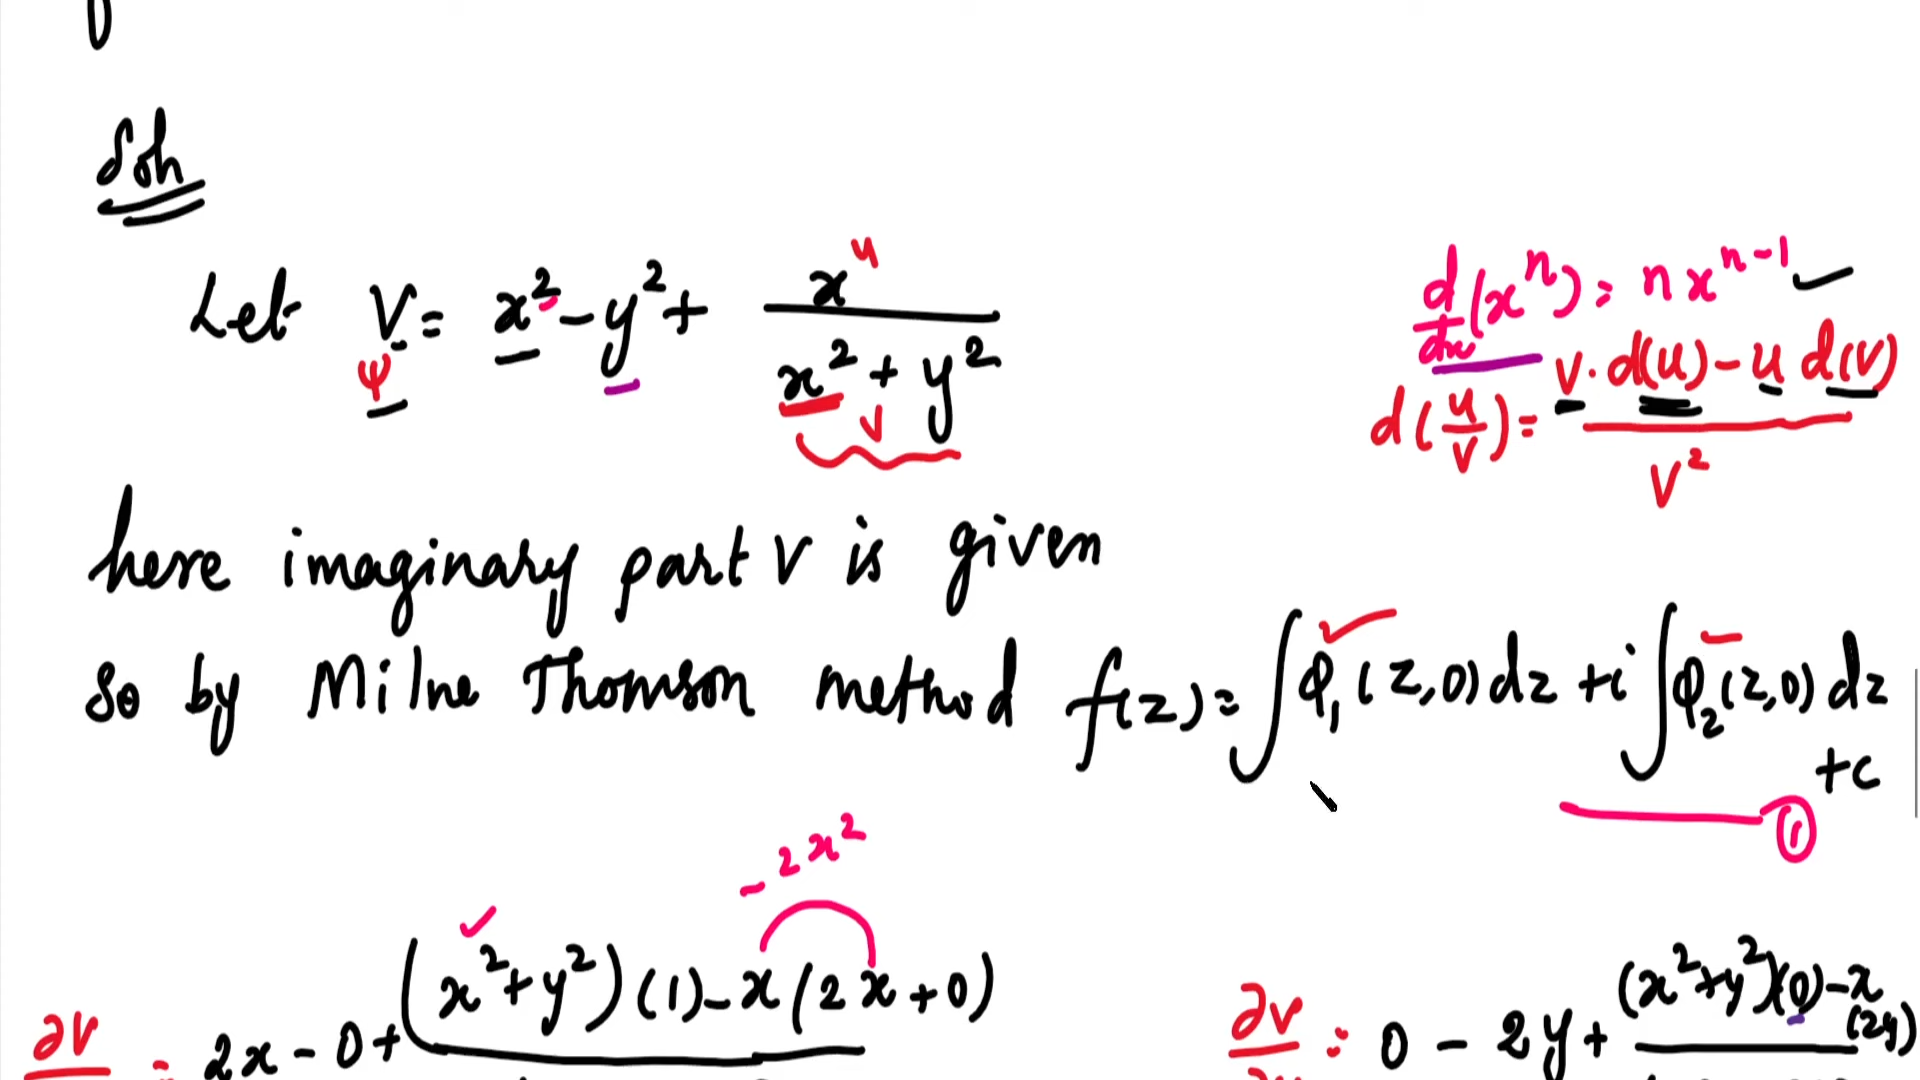 Soln
Let V = x² - y² + x / (x² + y²)
ψ
u
v
d/dx (xⁿ) = n xⁿ⁻¹
d(u/v) = (v · d(u) - u d(v)) / v²
here imaginary part V is given
so by Milne Thomson method f(z) = ∫ φ₁(z,0) dz + i ∫ φ₂(z,0) dz
+c
①
- 2x²
∂V = 2x - 0 + (x² + y²)(1) - x(2x + 0)
∂V = 0 - 2y + (x² + y²)(0) - x (2y)